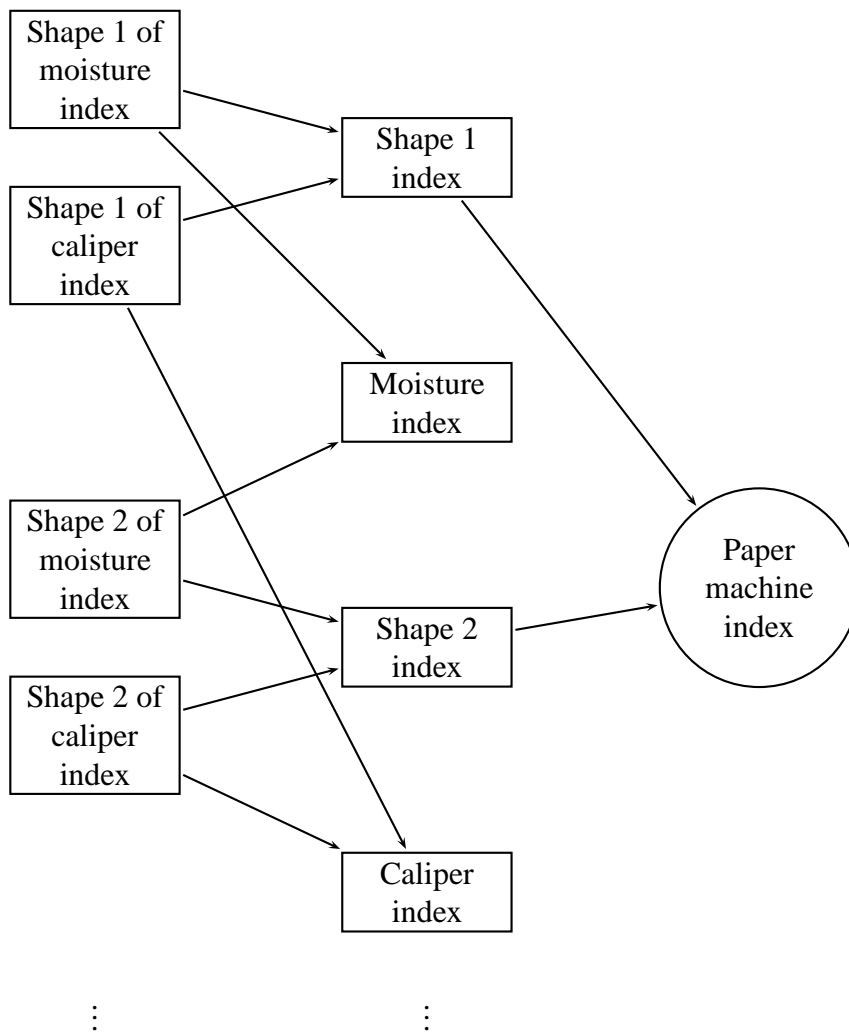 Shape 1 of
moisture
index
Shape 1
index
Shape 1 of
caliper
index
Moisture
index
Shape 2 of
moisture
index
Paper
machine
index
Shape 2
index
Shape 2 of
caliper
index
Caliper
index
⋮
⋮